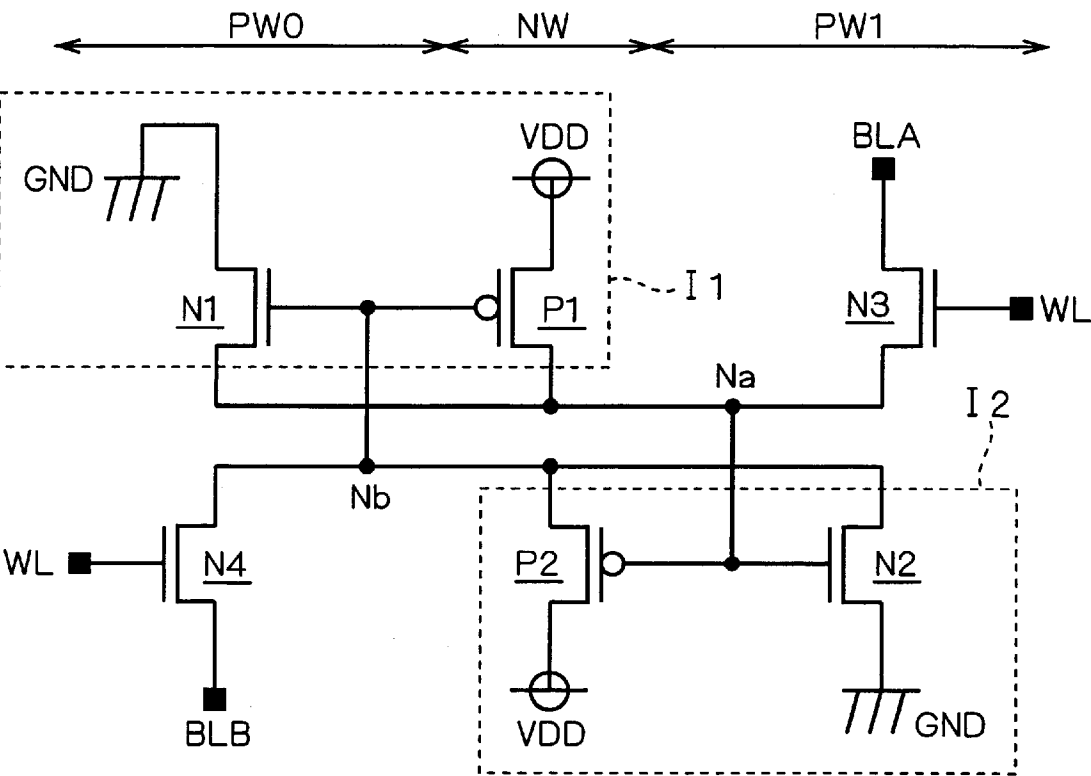 PW0 NW PW1
VDD BLA
GND
I1
N1 P1 N3 WL
Na
I2
Nb
WL N4 P2 N2
BLB VDD GND